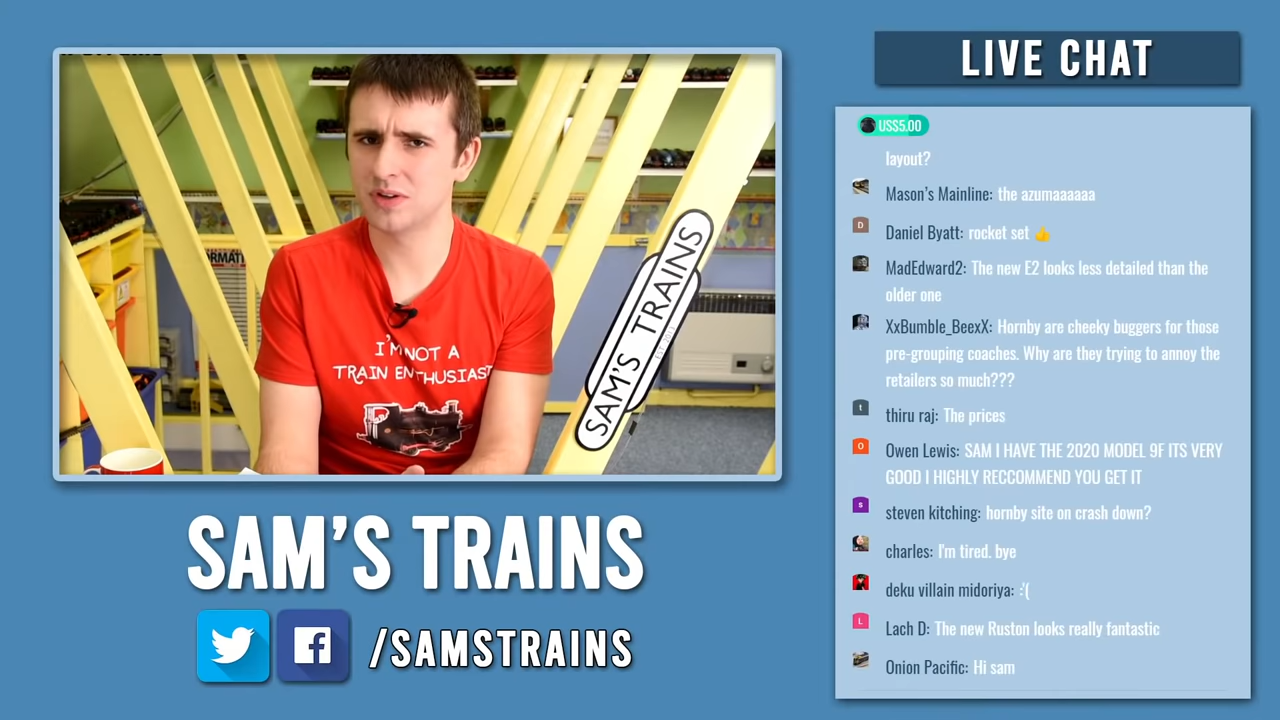 LIVE CHAT
US$5.00
layout?
Mason's Mainline: the azumaaaaaa
Daniel Byatt: rocket set 👍
MadEdward2: The new E2 looks less detailed than the
older one
XxBumble_BeexX: Hornby are cheeky buggers for those
pre-grouping coaches. Why are they trying to annoy the
retailers so much???
thiru raj: The prices
Owen Lewis: SAM I HAVE THE 2020 MODEL 9F ITS VERY
GOOD I HIGHLY RECCOMMEND YOU GET IT
steven kitching: hornby site on crash down?
charles: I'm tired. bye
deku villain midoriya: :'(
Lach D: The new Ruston looks really fantastic
Onion Pacific: Hi sam
I'M NOT A
TRAIN ENTHUSIAST
SAM'S TRAINS
SAM'S TRAINS
/SAMSTRAINS